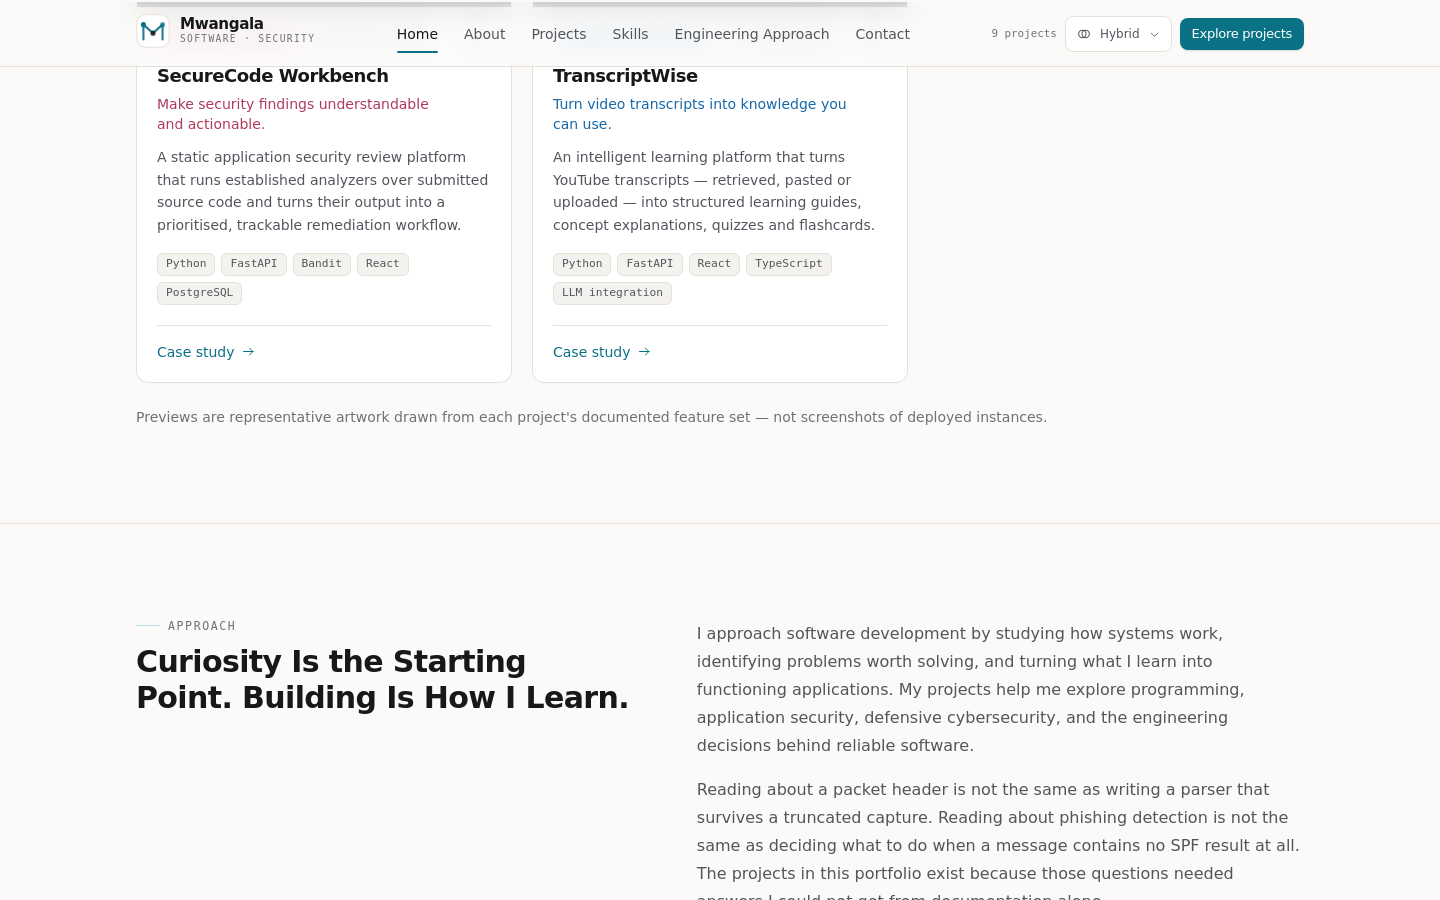 Mwangala
SOFTWARE · SECURITY
Home
About
Projects
Skills
Engineering Approach
Contact
9 projects
Hybrid
Explore projects
SecureCode Workbench
Make security findings understandable
and actionable.
A static application security review platform
that runs established analyzers over submitted
source code and turns their output into a
prioritised, trackable remediation workflow.
Python
FastAPI
Bandit
React
PostgreSQL
Case study →
TranscriptWise
Turn video transcripts into knowledge you
can use.
An intelligent learning platform that turns
YouTube transcripts — retrieved, pasted or
uploaded — into structured learning guides,
concept explanations, quizzes and flashcards.
Python
FastAPI
React
TypeScript
LLM integration
Case study →
Previews are representative artwork drawn from each project's documented feature set — not screenshots of deployed instances.
APPROACH
Curiosity Is the Starting
Point. Building Is How I Learn.
I approach software development by studying how systems work,
identifying problems worth solving, and turning what I learn into
functioning applications. My projects help me explore programming,
application security, defensive cybersecurity, and the engineering
decisions behind reliable software.
Reading about a packet header is not the same as writing a parser that
survives a truncated capture. Reading about phishing detection is not the
same as deciding what to do when a message contains no SPF result at all.
The projects in this portfolio exist because those questions needed
answers I could not get from documentation alone.